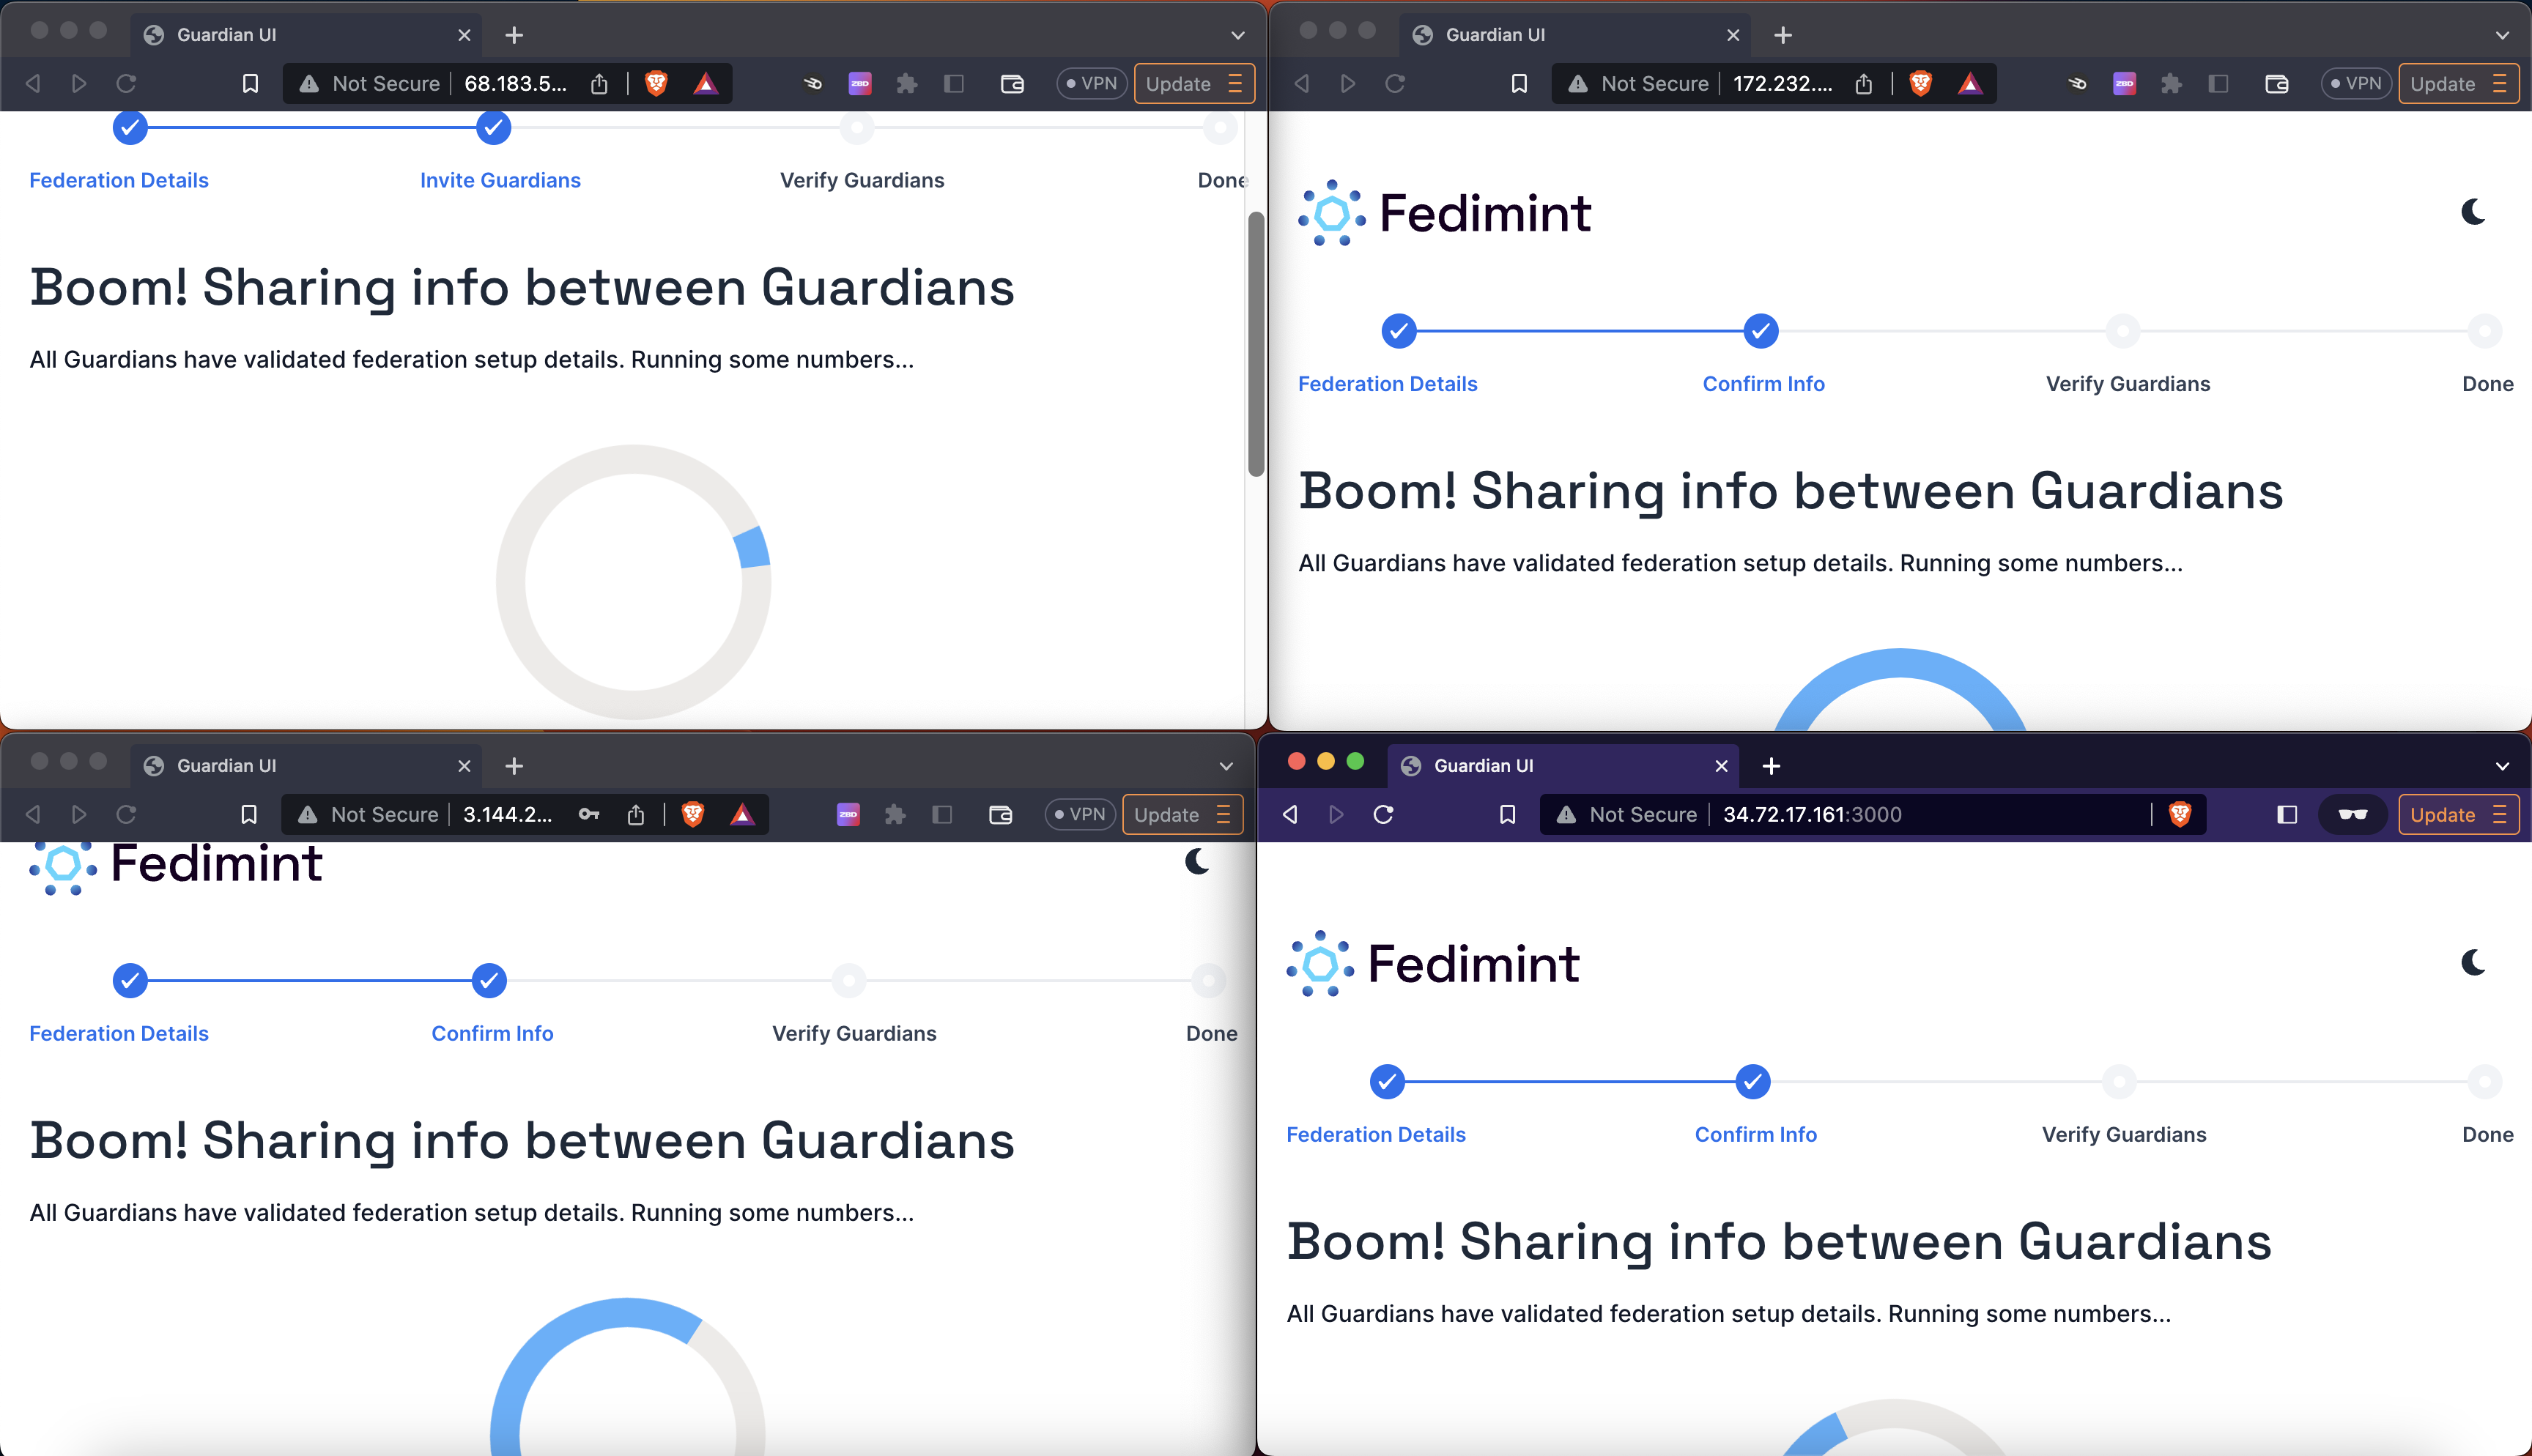 Guardian UI
Not Secure 68.183.5... ZBD VPN Update
Federation Details Invite Guardians Verify Guardians Done
Boom! Sharing info between Guardians
All Guardians have validated federation setup details. Running some numbers...
Guardian UI
Not Secure 172.232.... ZBD VPN Update
Fedimint
Federation Details Confirm Info Verify Guardians Done
Boom! Sharing info between Guardians
All Guardians have validated federation setup details. Running some numbers...
Guardian UI
Not Secure 3.144.2... ZBD VPN Update
Fedimint
Federation Details Confirm Info Verify Guardians Done
Boom! Sharing info between Guardians
All Guardians have validated federation setup details. Running some numbers...
Guardian UI
Not Secure 34.72.17.161:3000 Update
Fedimint
Federation Details Confirm Info Verify Guardians Done
Boom! Sharing info between Guardians
All Guardians have validated federation setup details. Running some numbers...